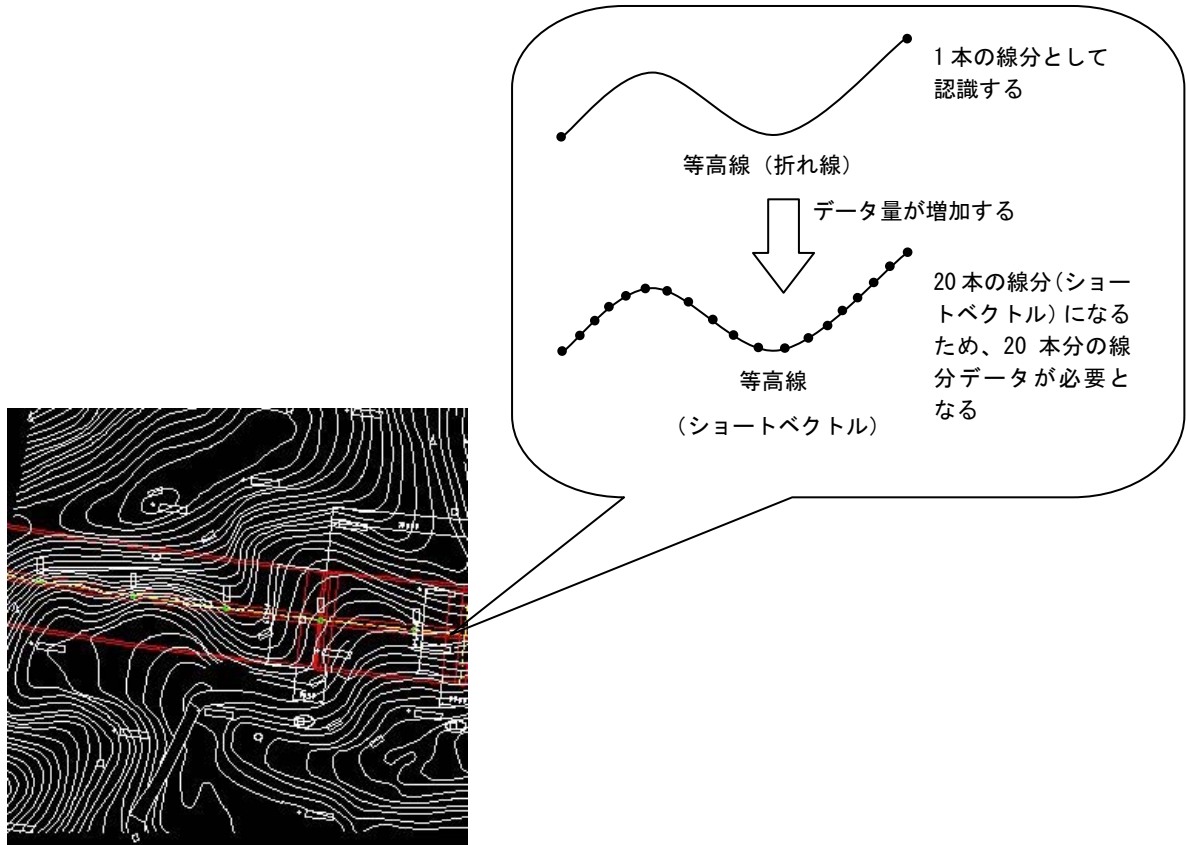 1本の線分として
認識する
等高線（折れ線）
データ量が増加する
20本の線分（ショー
トベクトル）になる
ため、20 本分の線
分データが必要と
なる
等高線
（ショートベクトル）